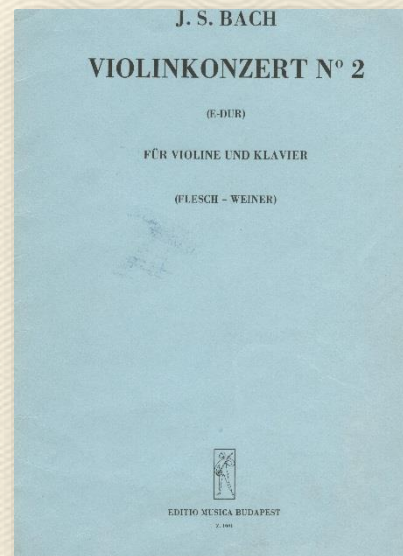 J. S. BACH
VIOLINKONZERT Nº 2
(E-DUR)
FÜR VIOLINE UND KLAVIER
(FLESCH – WEINER)
EDITIO MUSICA BUDAPEST